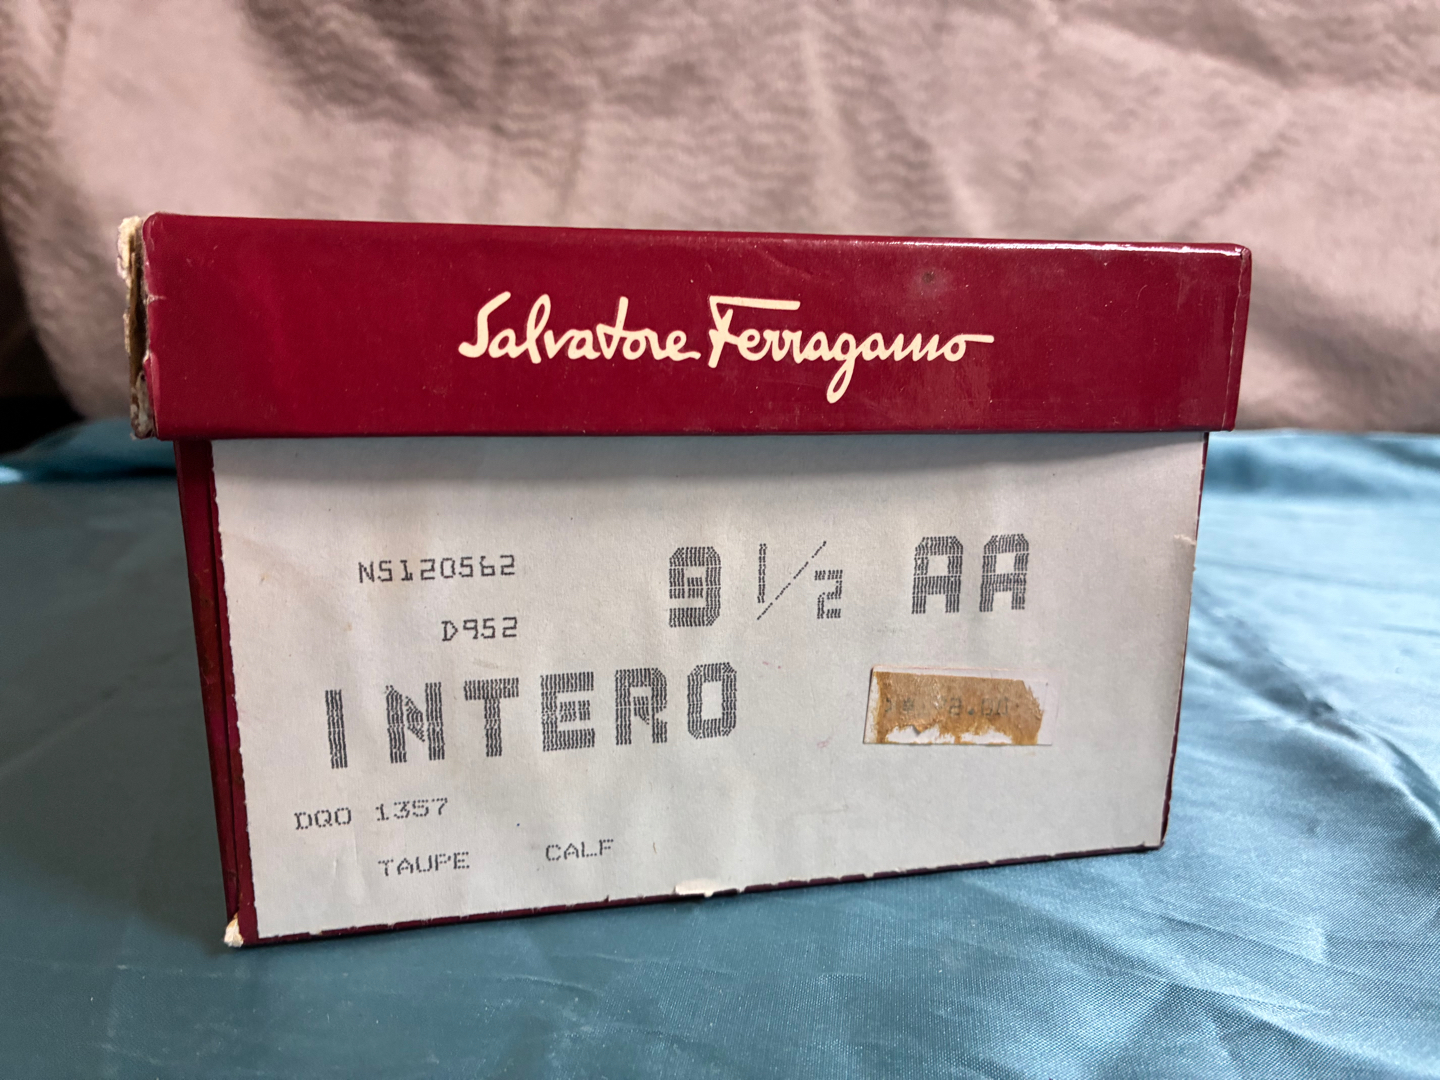 Salvatore Ferragamo
NS120562
9 1/2 AA
D952
INTERO
DQO 1357
TAUPE CALF